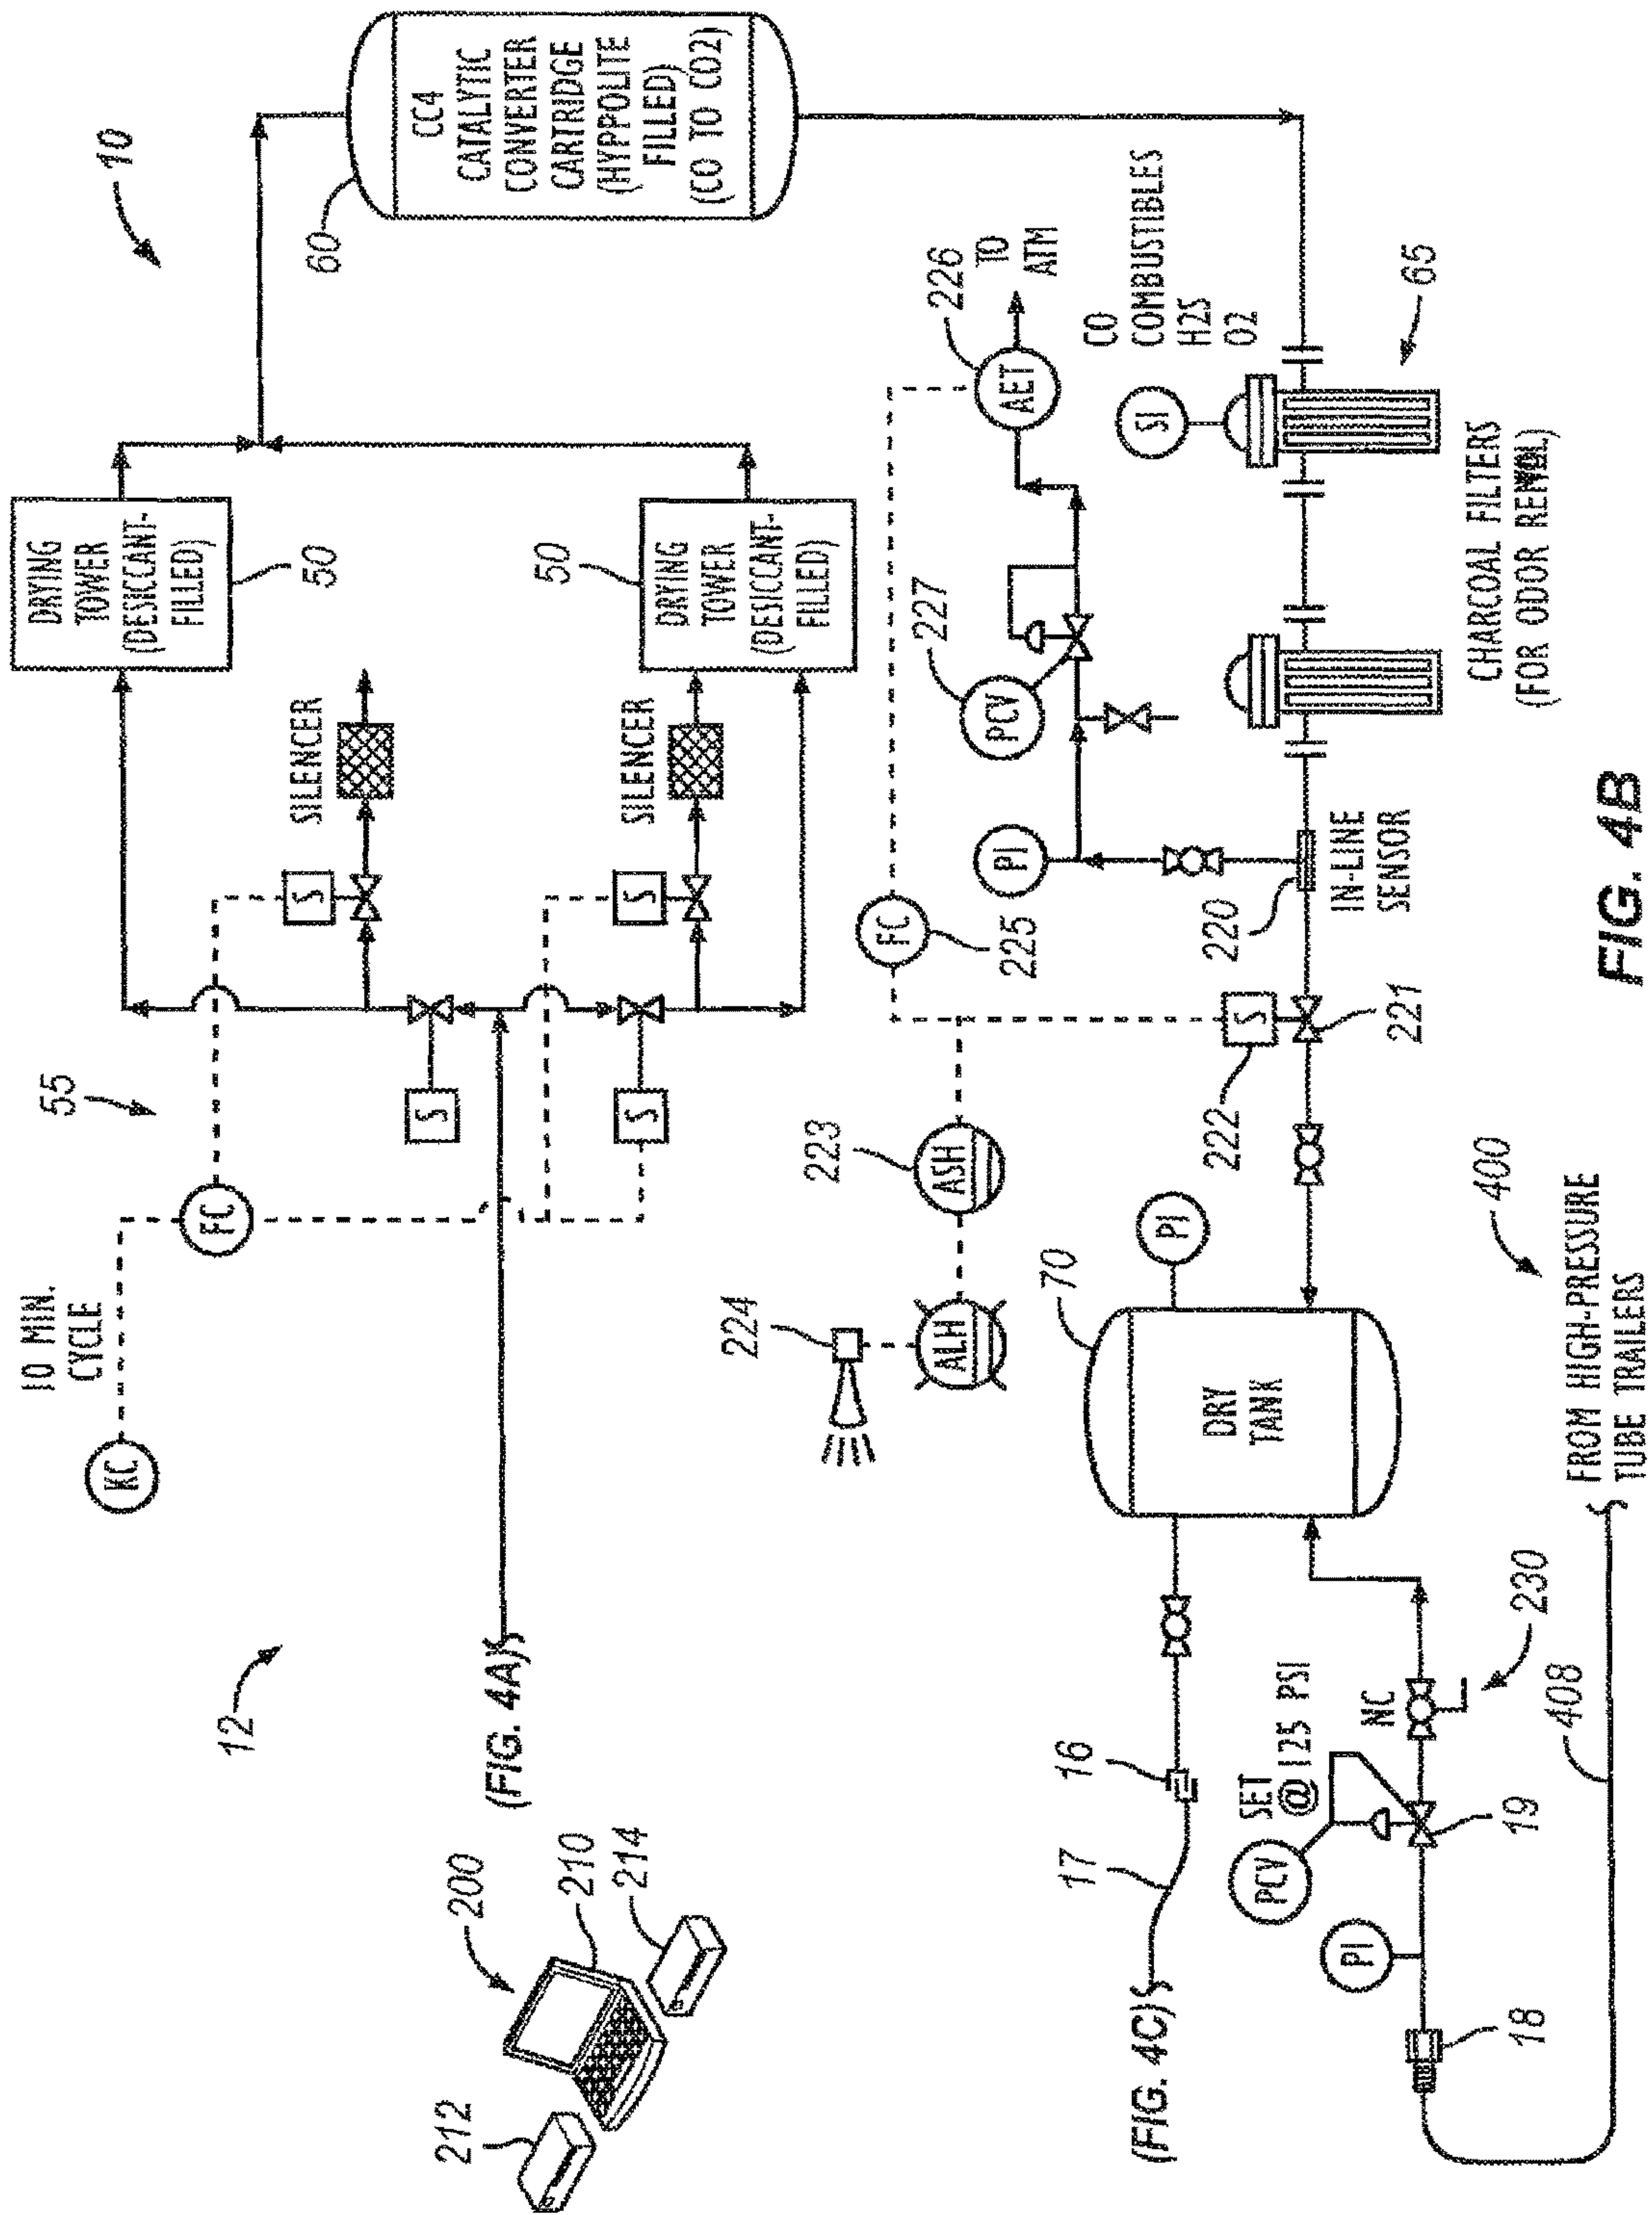 10 MIN.
CYCLE
KC
FC
55
10
12
DRYING
TOWER
(DESICCANT-
FILLED)
50
SILENCER
S
S
(FIG. 4A)
60
CC4
CATALYTIC
CONVERTER
CARTRIDGE
(HYPPOLITE
FILLED)
(CO TO CO2)
SILENCER
S
S
50
DRYING
TOWER
(DESICCANT-
FILLED)
212
200
210
214
224
223
ALH
ASH
FC
225
227
PCV
PI
226
AET
TO
ATM
CO
COMBUSTIBLES
H2S
O2
SI
65
70
PI
DRY
TANK
222
S
221
220
IN-LINE
SENSOR
CHARCOAL FILTERS
(FOR ODOR
(FIG. 4C)
17
16
SET
@125 PSI
PCV
PI
NC
230
18
19
408
400
FROM HIGH-PRESSURE
TUBE TRAILERS
FIG. 4B